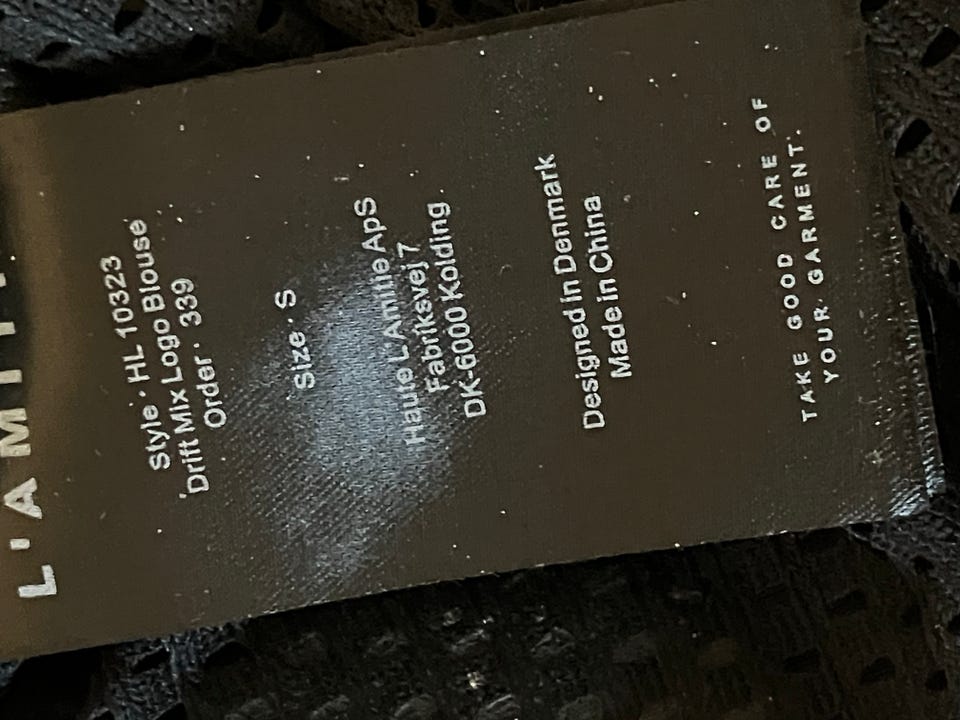 L'AMITI
Style · HL 10323
Drift Mix Logo Blouse
Order · 339
Size · S
Haute L'Amitie ApS
Fabriksvej 7
DK-6000 Kolding
Designed in Denmark
Made in China
TAKE GOOD CARE OF
YOUR GARMENT.